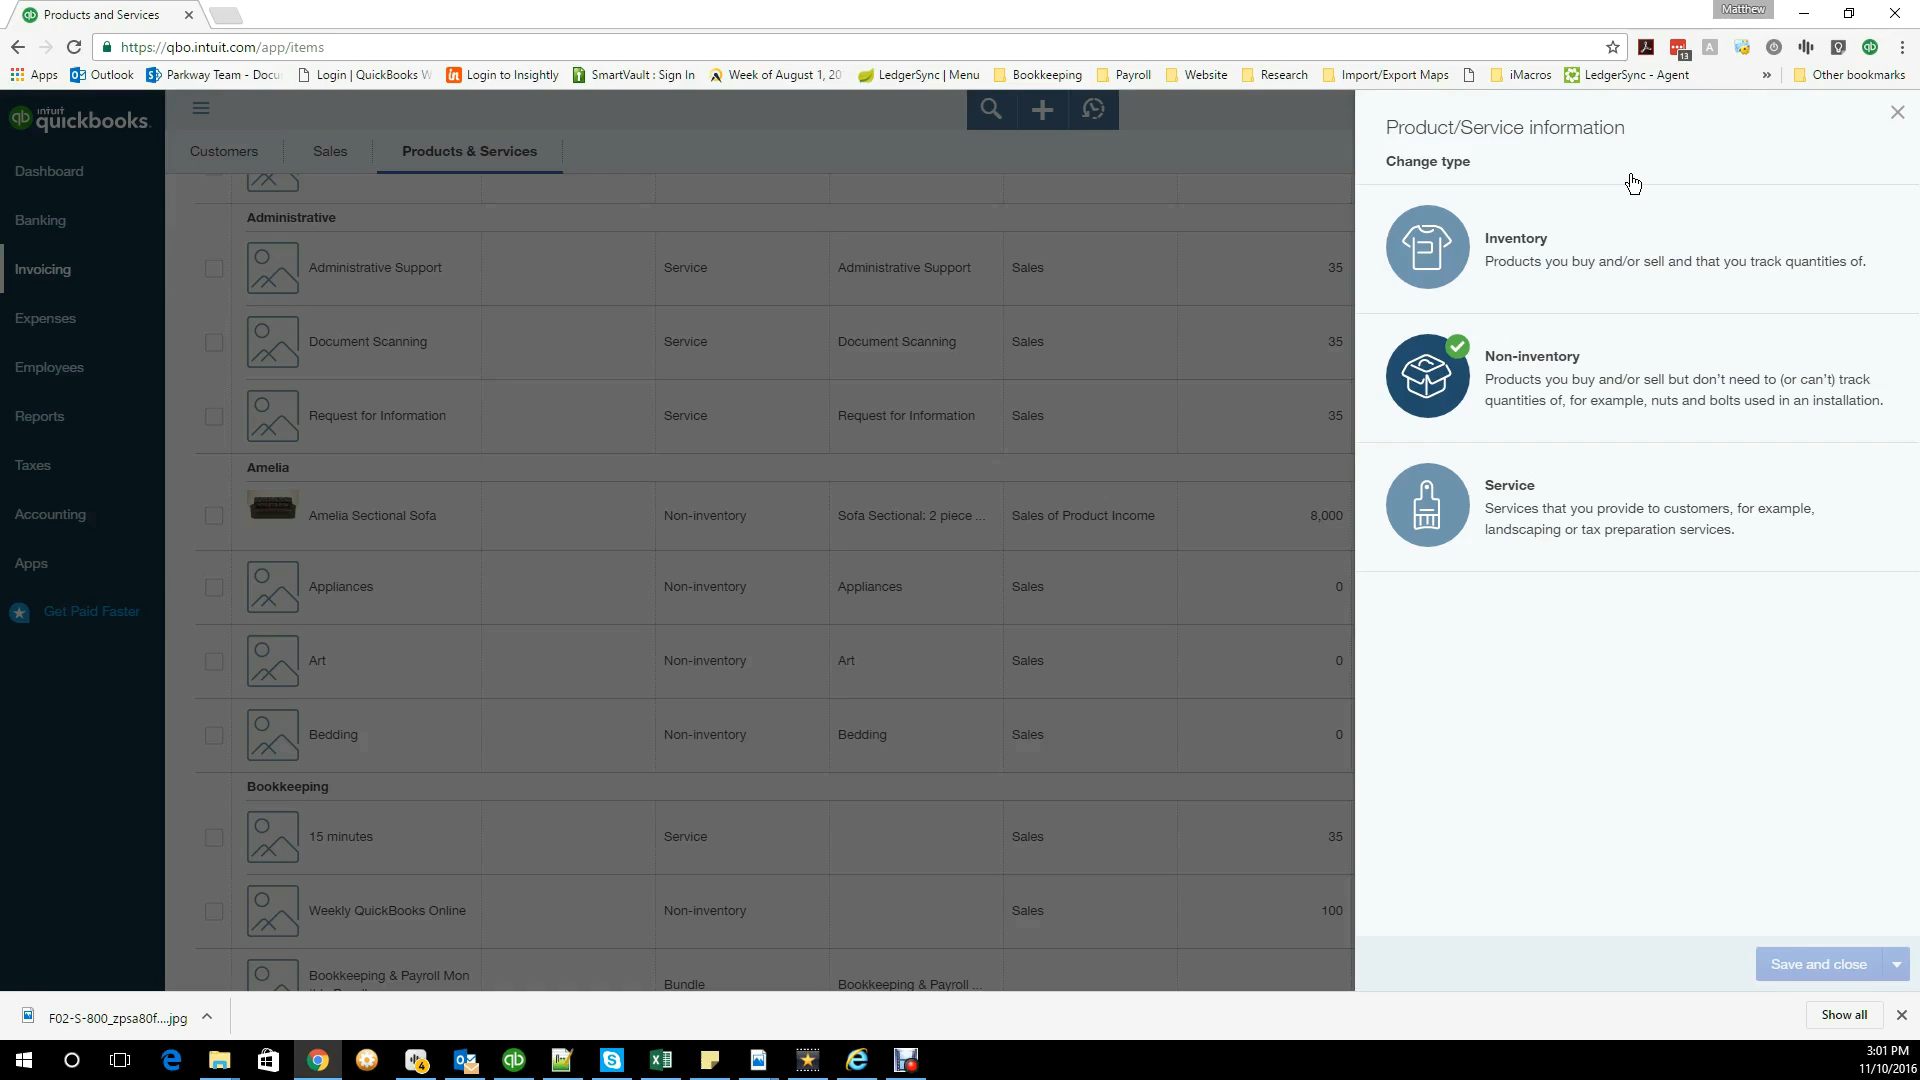 Products and Services
Matthew
https://qbo.intuit.com/app/items
13
A
Apps
Outlook
Parkway Team - Docu
Login | QuickBooks W
Login to Insightly
SmartVault : Sign In
Week of August 1, 20
LedgerSync | Menu
Bookkeeping
Payroll
Website
Research
Import/Export Maps
iMacros
LedgerSync - Agent
»
Other bookmarks
intuit
quickbooks.
Dashboard
Banking
Invoicing
Expenses
Employees
Reports
Taxes
Accounting
Apps
Get Paid Faster
Customers
Sales
Products & Services
Administrative
Administrative Support
Service
Administrative Support
Sales
35
Document Scanning
Service
Document Scanning
Sales
35
Request for Information
Service
Request for Information
Sales
35
Amelia
Amelia Sectional Sofa
Non-inventory
Sofa Sectional: 2 piece ...
Sales of Product Income
8,000
Appliances
Non-inventory
Appliances
Sales
0
Art
Non-inventory
Art
Sales
0
Bedding
Non-inventory
Bedding
Sales
0
Bookkeeping
15 minutes
Service
Sales
35
Weekly QuickBooks Online
Non-inventory
Sales
100
Bookkeeping & Payroll Mon
Bundle
Bookkeeping & Payroll ...
Product/Service information
Change type
Inventory
Products you buy and/or sell and that you track quantities of.
Non-inventory
Products you buy and/or sell but don't need to (or can't) track
quantities of, for example, nuts and bolts used in an installation.
Service
Services that you provide to customers, for example,
landscaping or tax preparation services.
Save and close
F02-S-800_zpsa80f....jpg
Show all
4
3:01 PM
11/10/2016